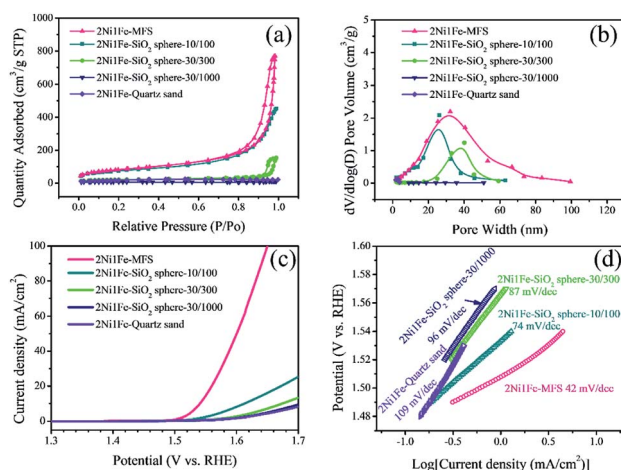 1000
800
600
400
200
0
Quantity Adsorbed (cm³/g STP)
2Ni1Fe-MFS
2Ni1Fe-SiO₂ sphere-10/100
2Ni1Fe-SiO₂ sphere-30/300
2Ni1Fe-SiO₂ sphere-30/1000
2Ni1Fe-Quartz sand
(a)
0.0 0.2 0.4 0.6 0.8 1.0
Relative Pressure (P/Po)
6
5
4
3
2
1
0
dV/dlog(D) Pore Volume (cm³/g)
2Ni1Fe-MFS
2Ni1Fe-SiO₂ sphere-10/100
2Ni1Fe-SiO₂ sphere-30/300
2Ni1Fe-SiO₂ sphere-30/1000
2Ni1Fe-Quartz sand
(b)
0 20 40 60 80 100
Pore Width (nm)
100
80
60
40
20
0
Current density (mA/cm²)
2Ni1Fe-MFS
2Ni1Fe-SiO₂ sphere-10/100
2Ni1Fe-SiO₂ sphere-30/300
2Ni1Fe-SiO₂ sphere-30/1000
2Ni1Fe-Quartz sand
(c)
1.3 1.4 1.5 1.6 1.7
Potential (V vs. RHE)
1.60
1.57
1.54
1.51
1.48
Potential (V vs. RHE)
(d)
2Ni1Fe-SiO₂ sphere-30/1000
96 mV/dec
2Ni1Fe-SiO₂ sphere-30/300
87 mV/dec
2Ni1Fe-SiO₂ sphere-10/100
74 mV/dec
2Ni1Fe-Quartz sand
109 mV/dec
2Ni1Fe-MFS 42 mV/dec
-1.0 -0.5 0.0 0.5 1.0
Log[Current density (mA/cm²)]